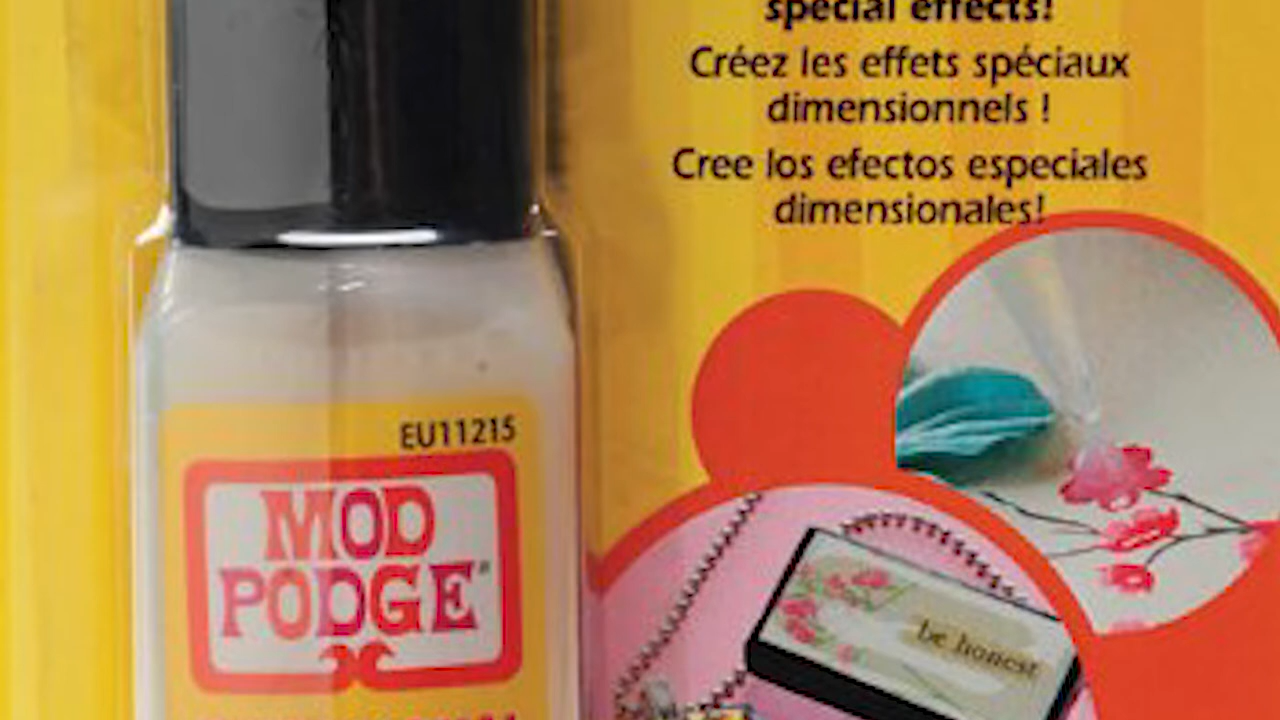 special effects!
Créez les effets spéciaux
dimensionnels !
Cree los efectos especiales
dimensionales!
EU11215
MOD
PODGE®
be honest